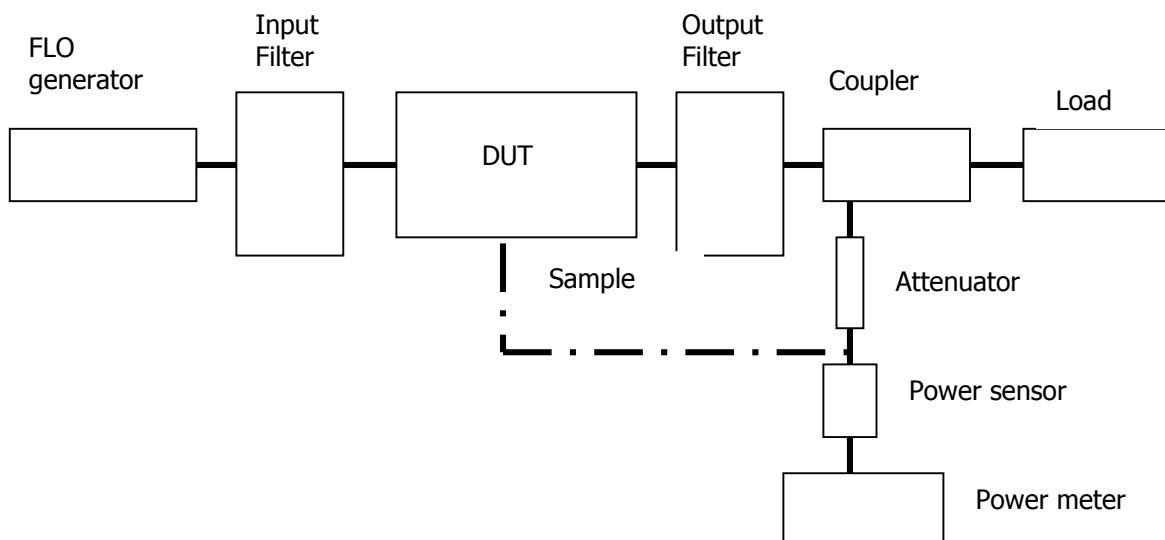 FLO
generator
Input
Filter
DUT
Output
Filter
Coupler
Load
Sample
Attenuator
Power sensor
Power meter